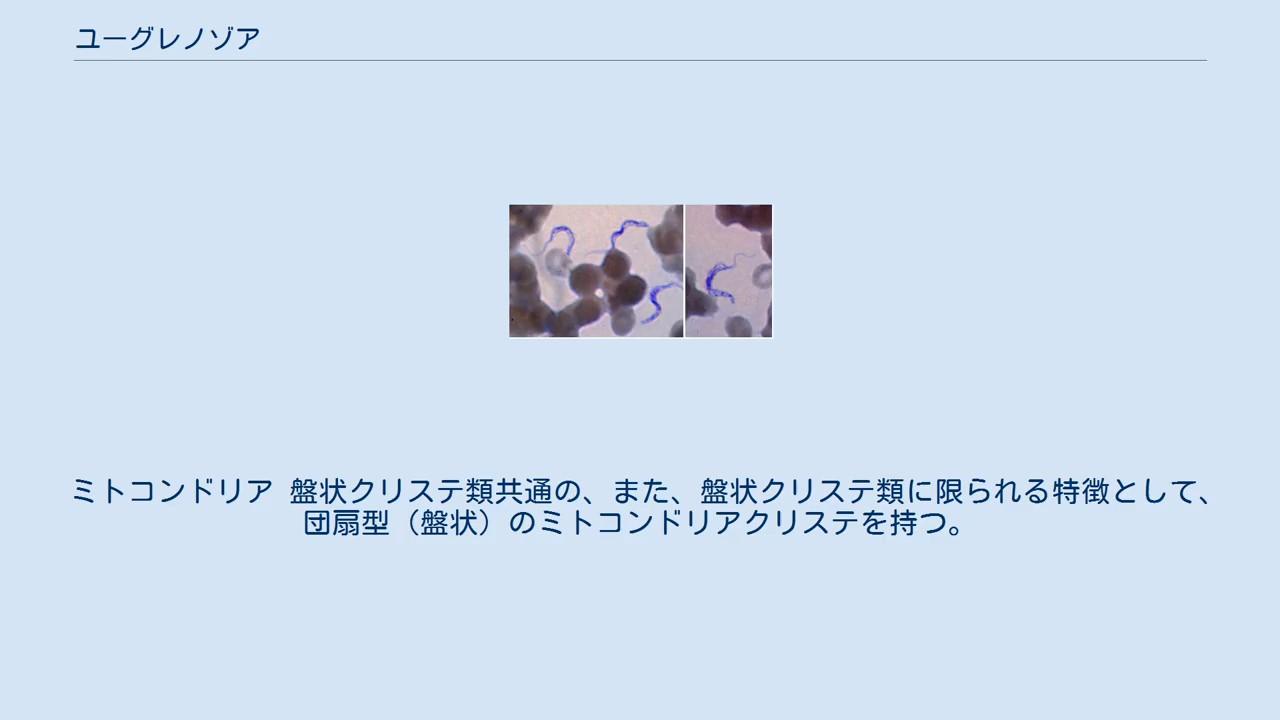 ユーグレノゾア
ミトコンドリア 盤状クリステ類共通の、また、盤状クリステ類に限られる特徴として、
団扇型（盤状）のミトコンドリアクリステを持つ。